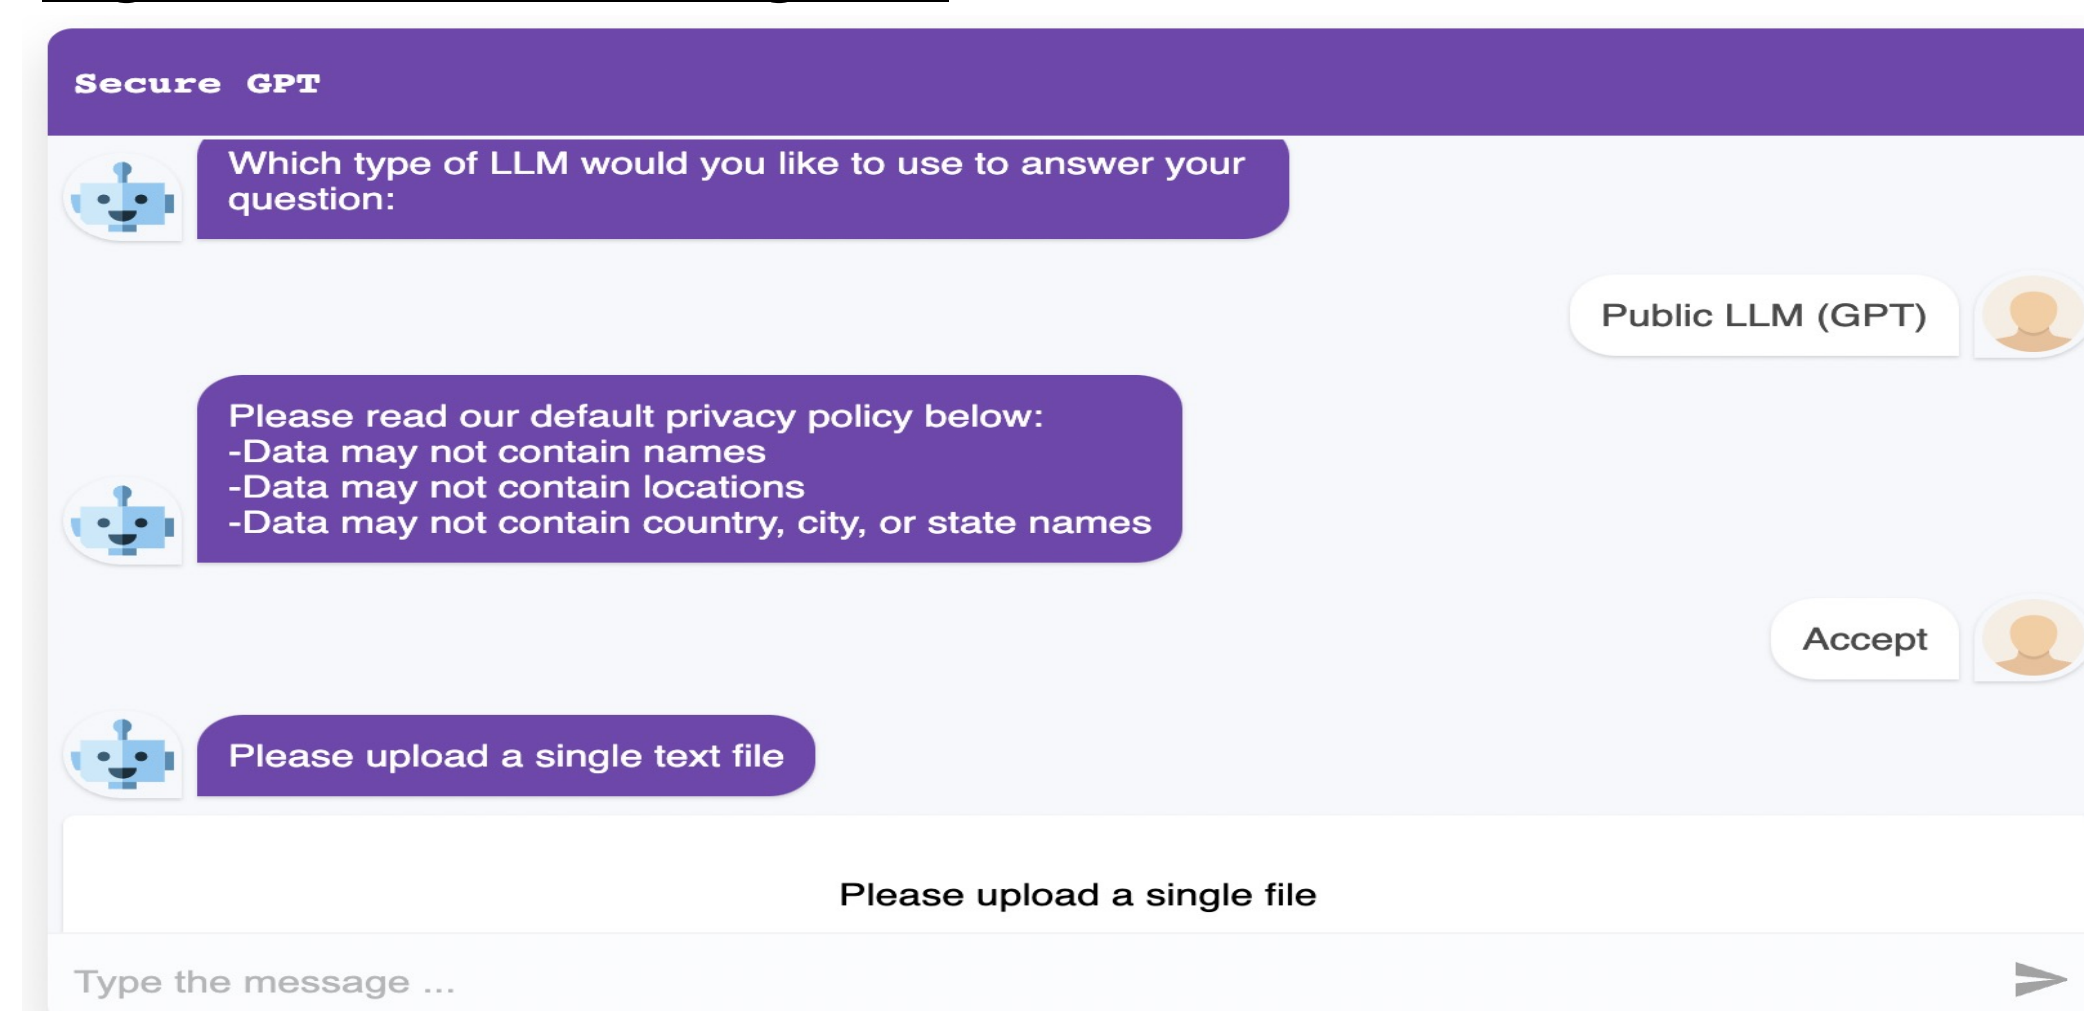 Secure GPT
Which type of LLM would you like to use to answer your
question:
Public LLM (GPT)
Please read our default privacy policy below:
-Data may not contain names
-Data may not contain locations
-Data may not contain country, city, or state names
Accept
Please upload a single text file
Please upload a single file
Type the message ...